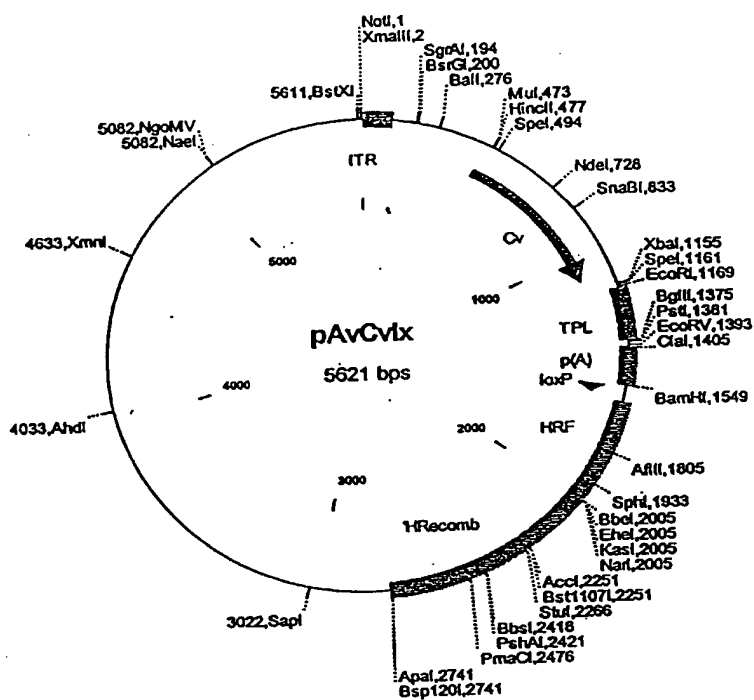 NotI,1
XmaIII,2
SgrAI,194
BsrGI,200
BalI,276
5611,BstXI
MluI,473
HincII,477
SpeI,494
5082,NgoMV
5082,NaeI
NdeI,728
SnaBI,833
ITR
4633,XmnI
Cv
5000
1000
XbaI,1155
SpeI,1161
EcoRI,1169
BglII,1375
PstI,1381
EcoRV,1393
ClaI,1405
TPL
p(A)
loxP
pAvCvlx
5621 bps
BamHI,1549
4000
4033,AhdI
2000
HRF
AflII,1805
3000
SphI,1933
BbeI,2005
EheI,2005
KasI,2005
NarI,2005
HRecomb
AccI,2251
Bst1107I,2251
StuI,2266
3022,SapI
BbsI,2418
PshAI,2421
PmaCI,2476
ApaI,2741
Bsp120I,2741